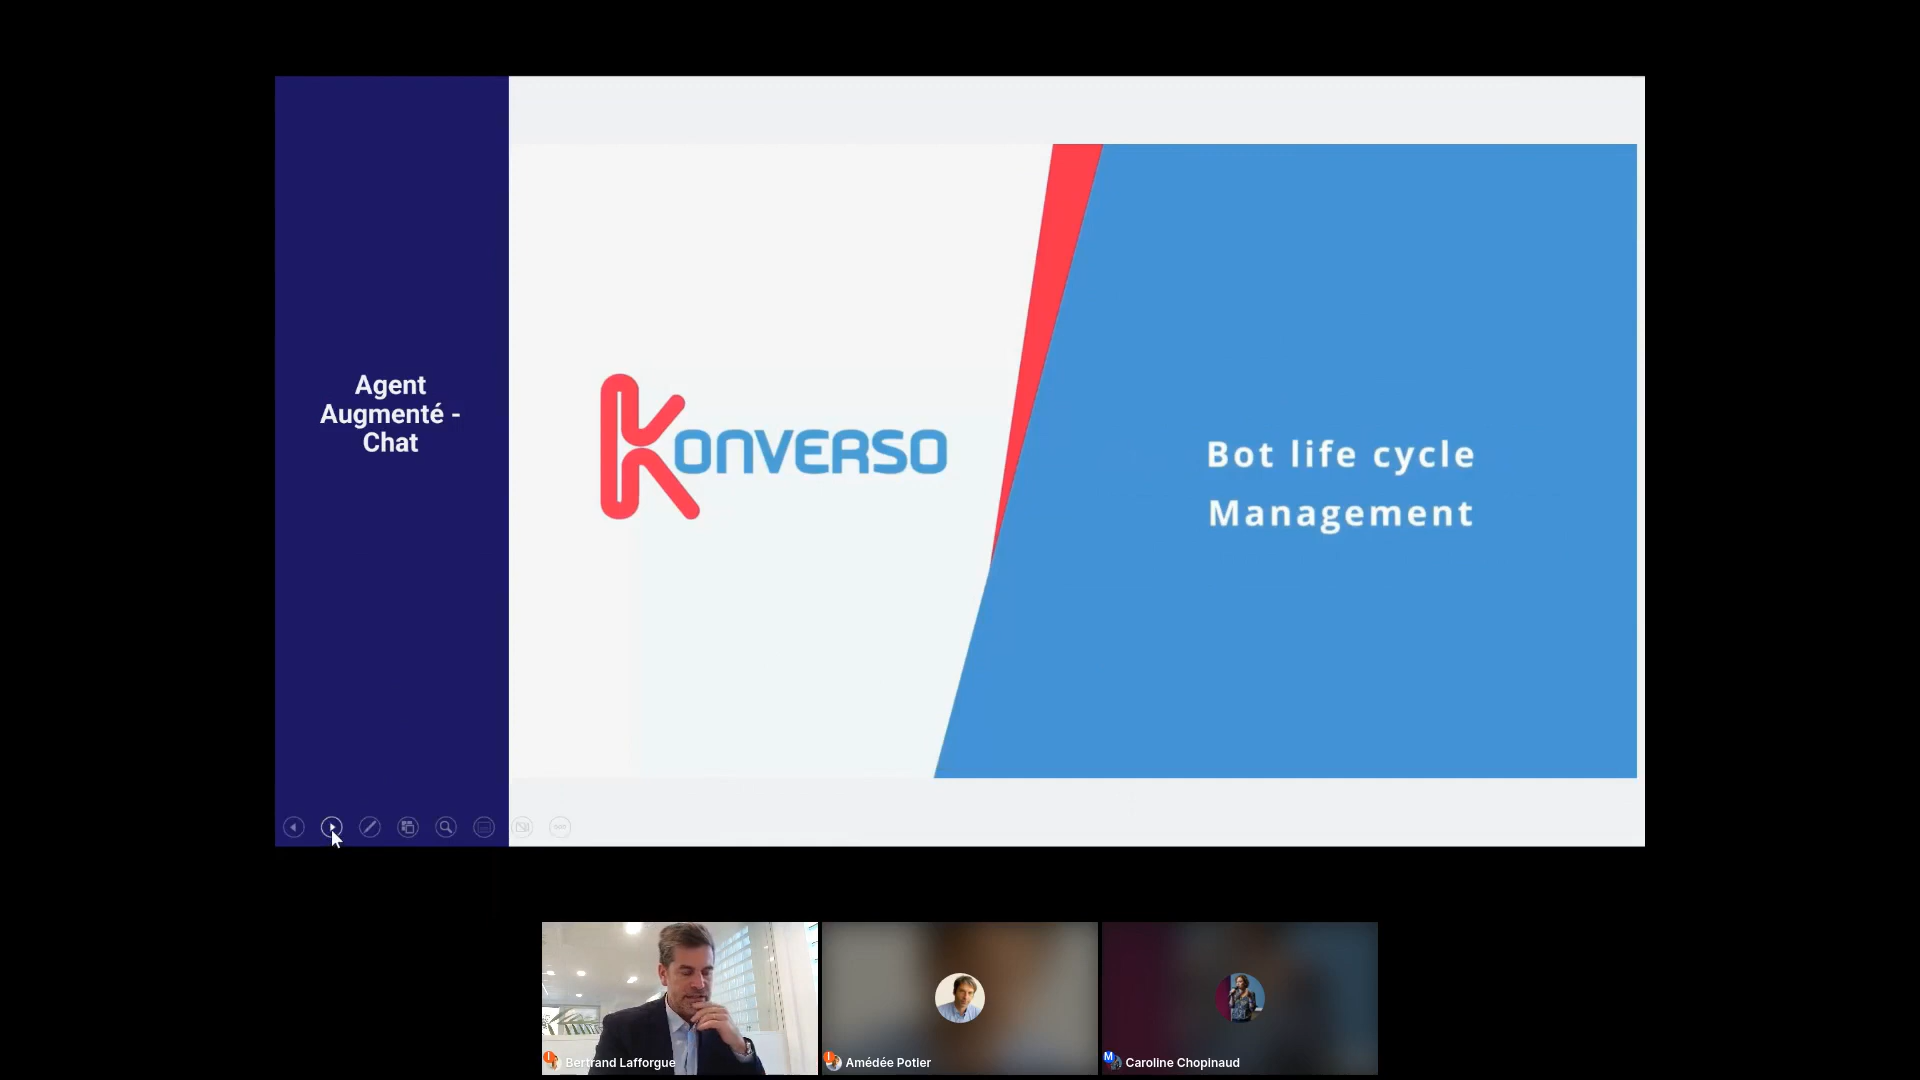 Agent
Augmenté -
Chat
KONVERSO
Bot life cycle
Management
Bertrand Lafforgue
Amédée Potier
M
Caroline Chopinaud